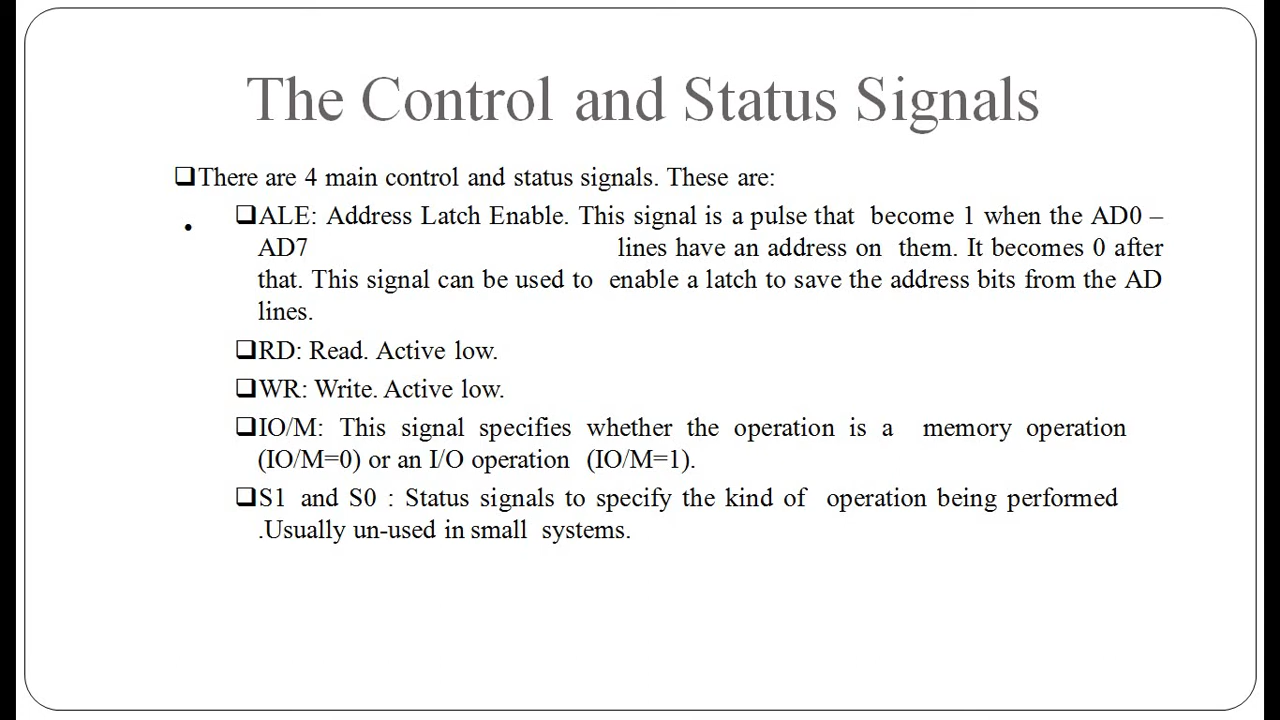 The Control and Status Signals
❑There are 4 main control and status signals. These are:
• ❑ALE: Address Latch Enable. This signal is a pulse that become 1 when the AD0 –
AD7 lines have an address on them. It becomes 0 after
that. This signal can be used to enable a latch to save the address bits from the AD
lines.
❑RD: Read. Active low.
❑WR: Write. Active low.
❑IO/M: This signal specifies whether the operation is a memory operation
(IO/M=0) or an I/O operation (IO/M=1).
❑S1 and S0 : Status signals to specify the kind of operation being performed
.Usually un-used in small systems.